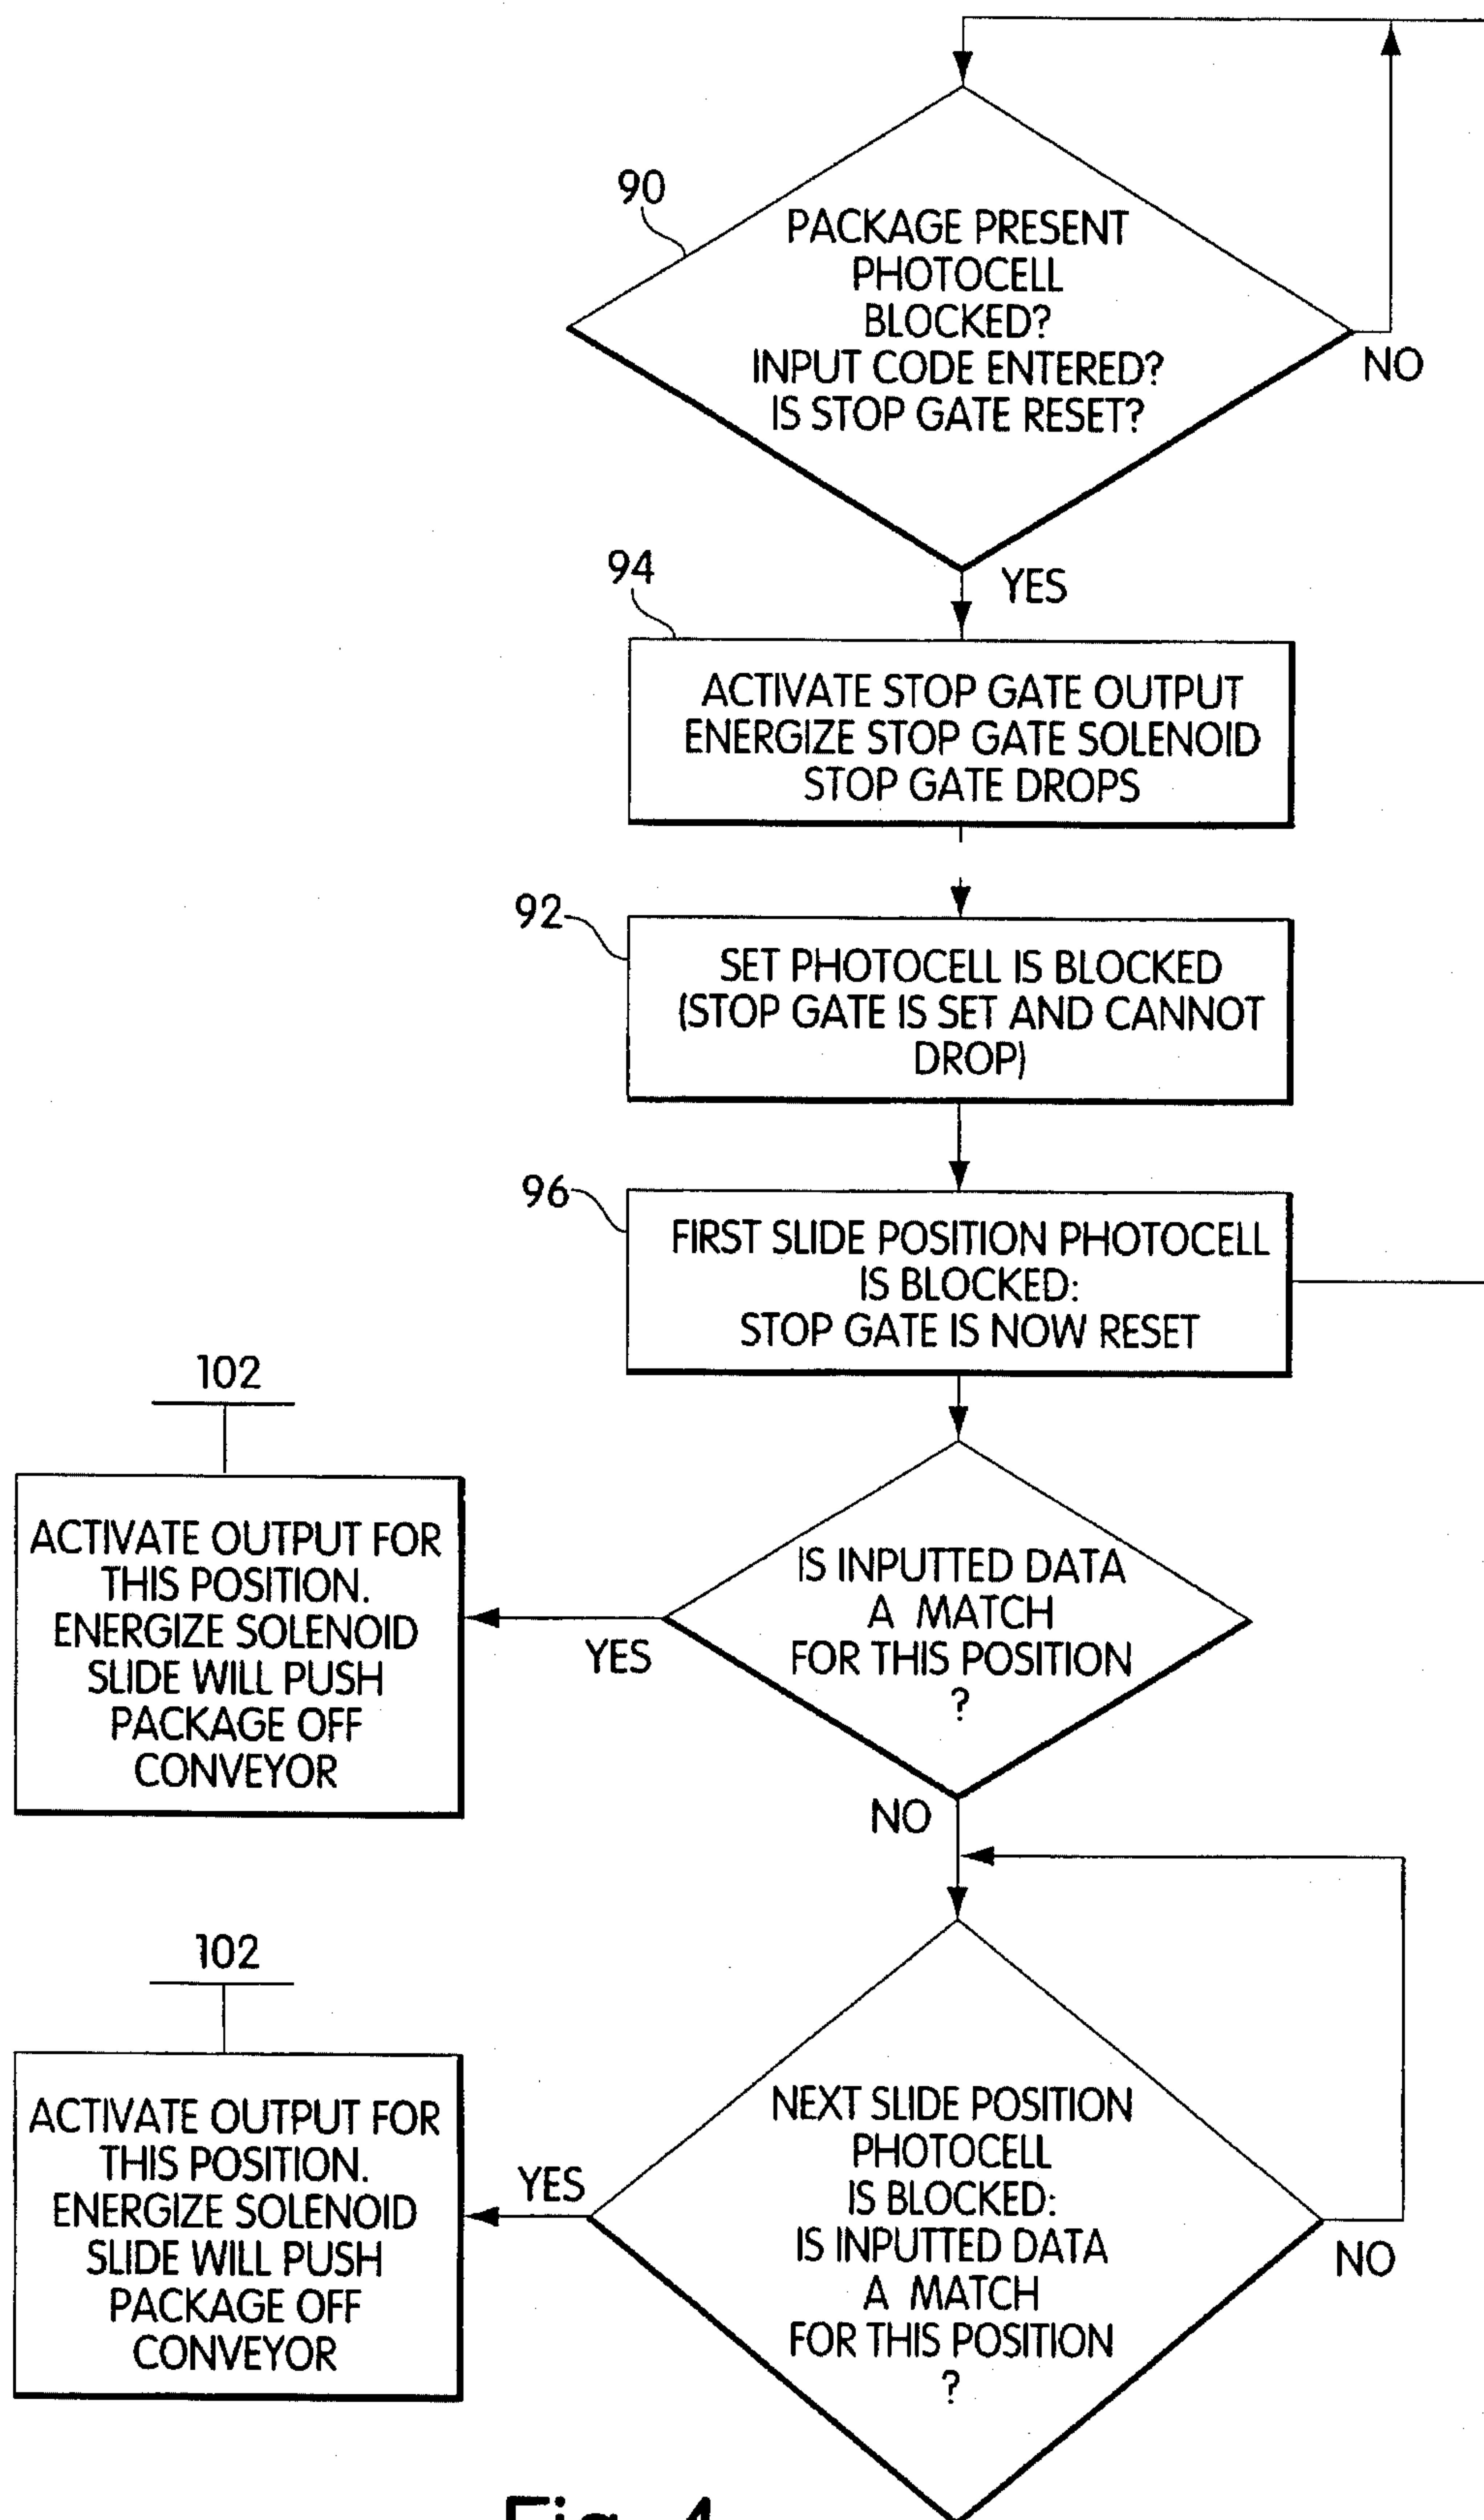 90
PACKAGE PRESENT
PHOTOCELL
BLOCKED?
INPUT CODE ENTERED?
IS STOP GATE RESET?
NO
YES
94
ACTIVATE STOP GATE OUTPUT
ENERGIZE STOP GATE SOLENOID
STOP GATE DROPS
92
SET PHOTOCELL IS BLOCKED
(STOP GATE IS SET AND CANNOT
DROP)
96
FIRST SLIDE POSITION PHOTOCELL
IS BLOCKED:
STOP GATE IS NOW RESET
102
ACTIVATE OUTPUT FOR
THIS POSITION.
ENERGIZE SOLENOID
SLIDE WILL PUSH
PACKAGE OFF
CONVEYOR
YES
IS INPUTTED DATA
A MATCH
FOR THIS POSITION
?
NO
102
ACTIVATE OUTPUT FOR
THIS POSITION.
ENERGIZE SOLENOID
SLIDE WILL PUSH
PACKAGE OFF
CONVEYOR
YES
NEXT SLIDE POSITION
PHOTOCELL
IS BLOCKED:
IS INPUTTED DATA
A MATCH
FOR THIS POSITION
?
NO
Fig. 4